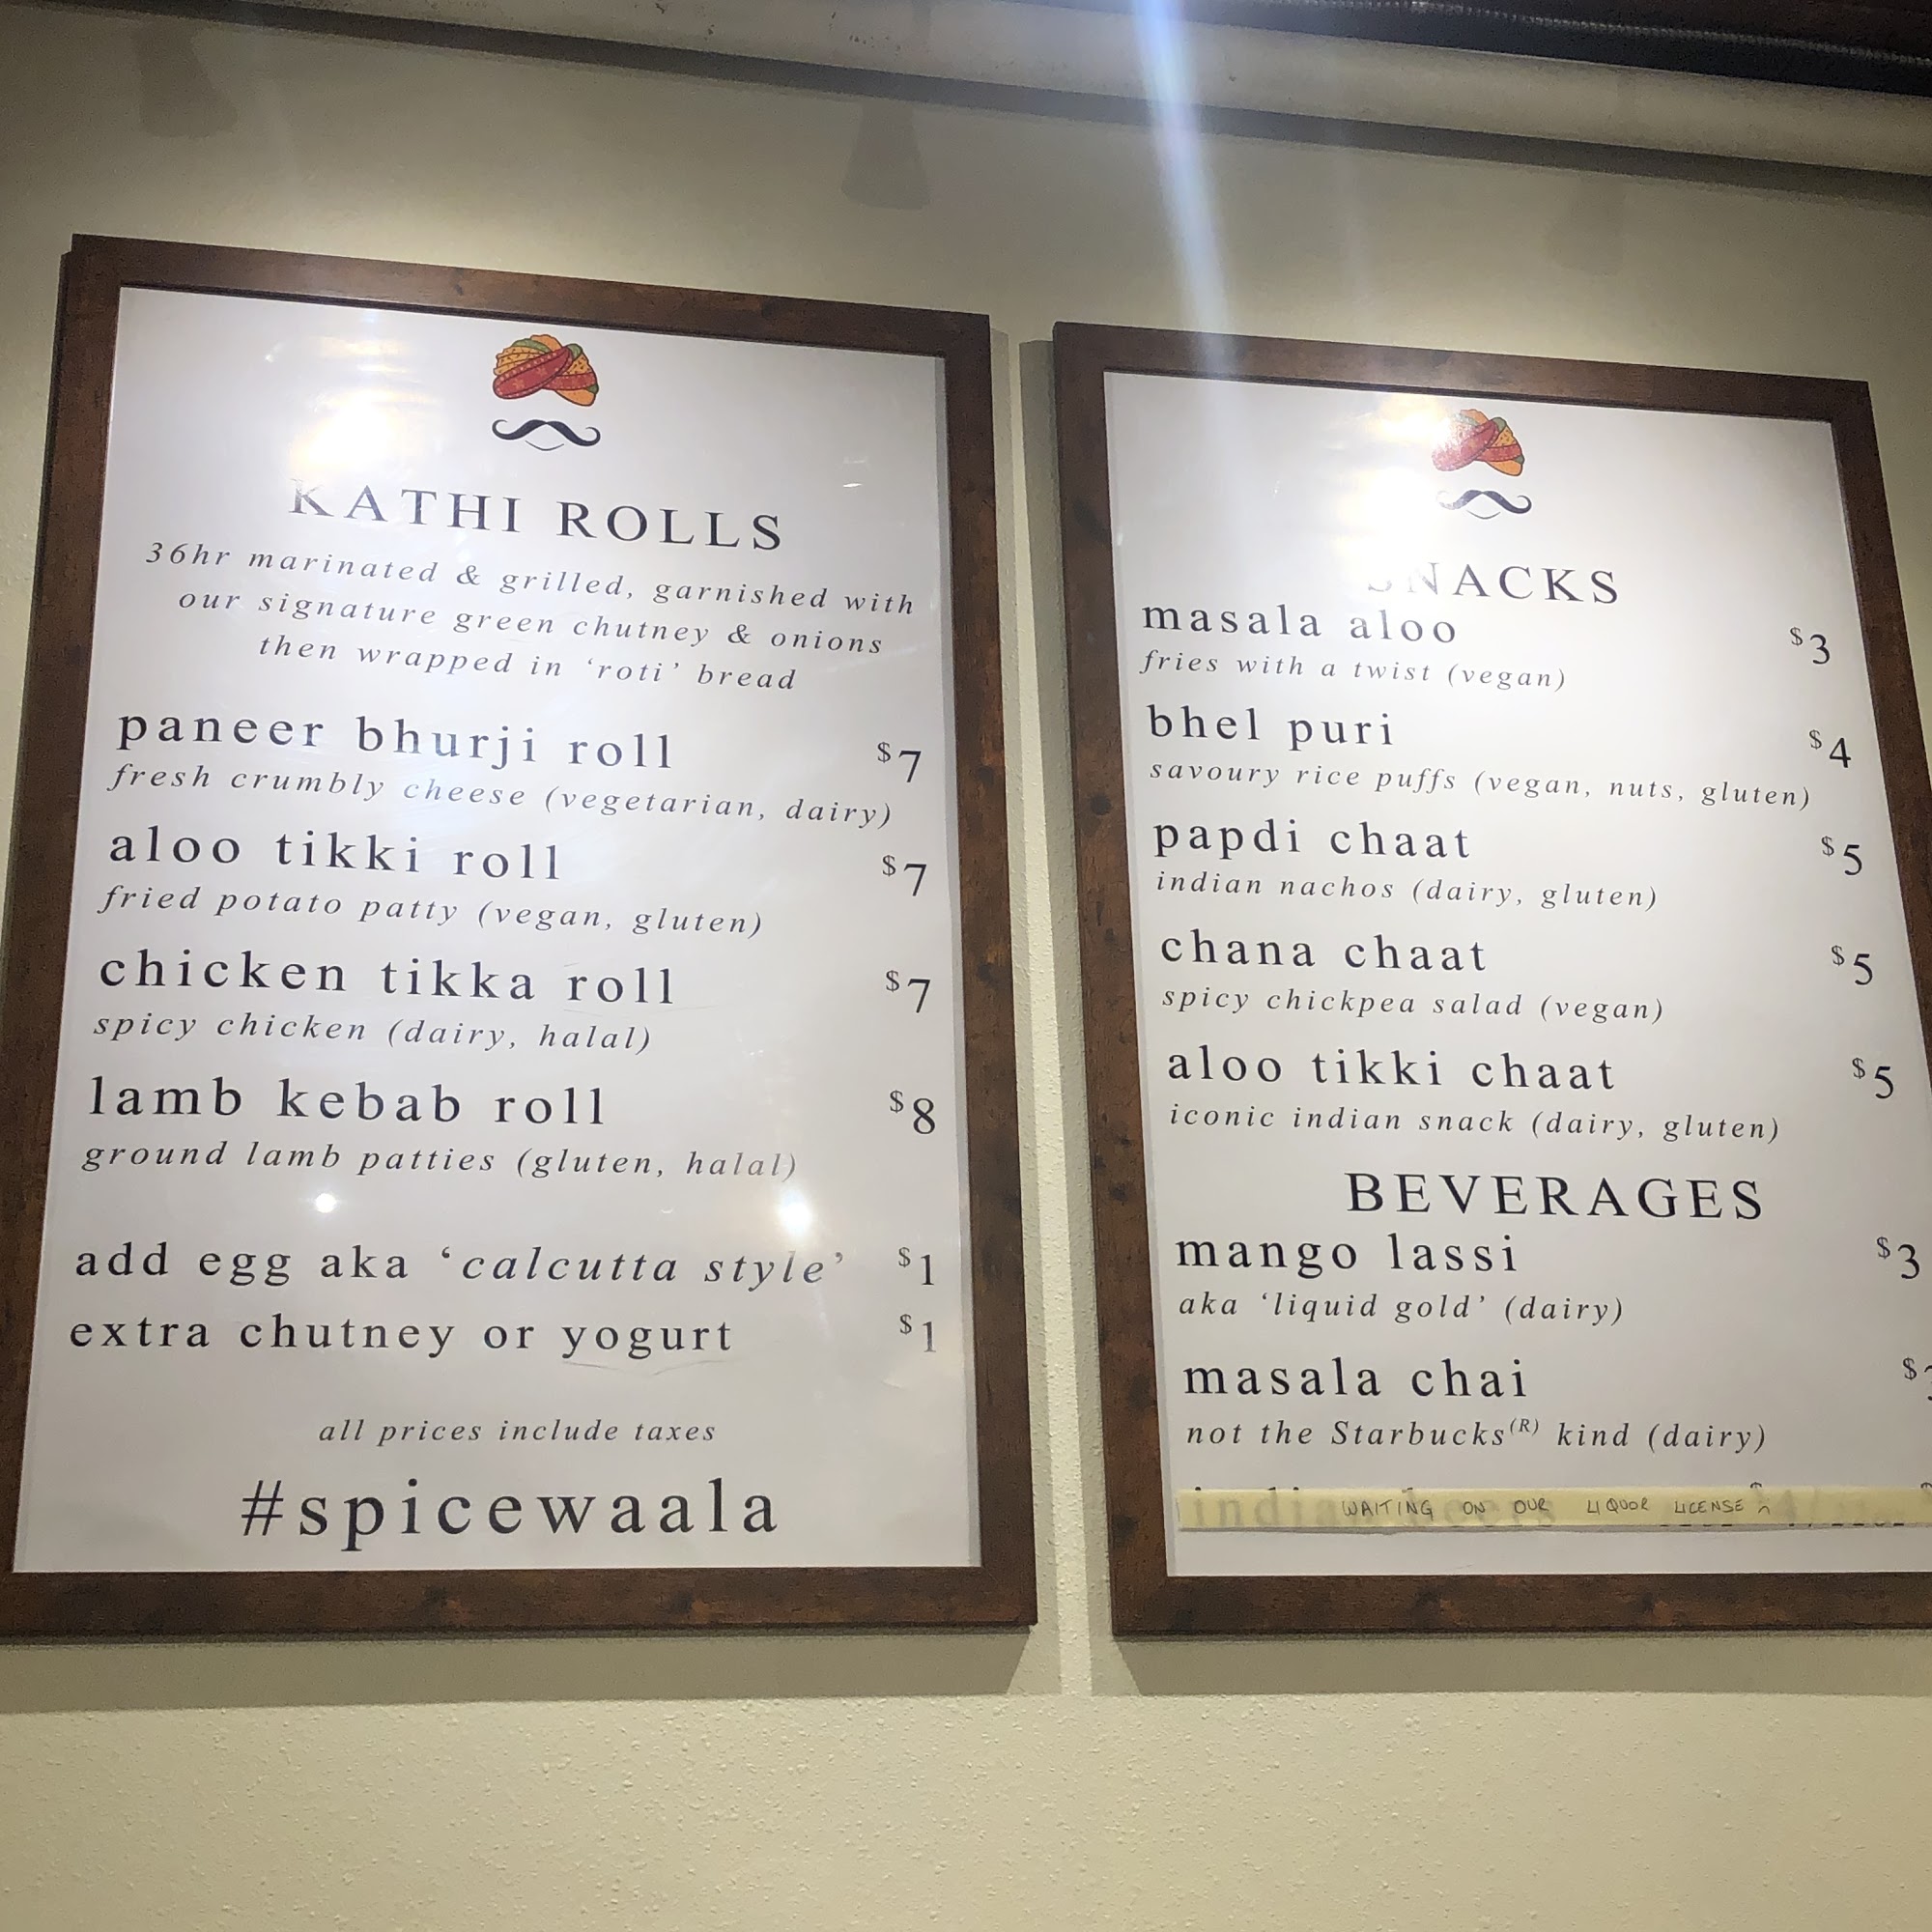 KATHI ROLLS
36hr marinated & grilled, garnished with
our signature green chutney & onions
then wrapped in ‘roti’ bread
paneer bhurji roll $7
fresh crumbly cheese (vegetarian, dairy)
aloo tikki roll $7
fried potato patty (vegan, gluten)
chicken tikka roll $7
spicy chicken (dairy, halal)
lamb kebab roll $8
ground lamb patties (gluten, halal)
add egg aka ‘calcutta style’ $1
extra chutney or yogurt $1
all prices include taxes
#spicewaala
SNACKS
masala aloo $3
fries with a twist (vegan)
bhel puri $4
savoury rice puffs (vegan, nuts, gluten)
papdi chaat $5
indian nachos (dairy, gluten)
chana chaat $5
spicy chickpea salad (vegan)
aloo tikki chaat $5
iconic indian snack (dairy, gluten)
BEVERAGES
mango lassi $3
aka ‘liquid gold’ (dairy)
masala chai $
not the Starbucks(R) kind (dairy)
WAITING ON OUR LIQUOR LICENSE